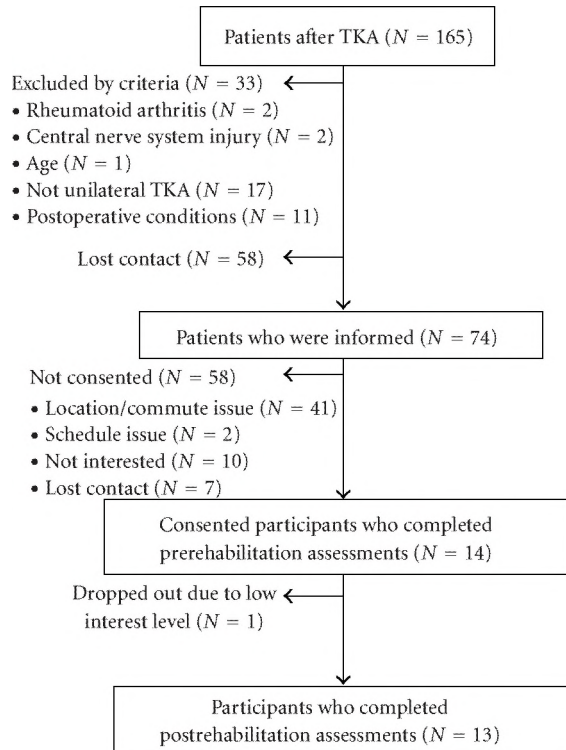 Patients after TKA (N = 165)
Excluded by criteria (N = 33)
• Rheumatoid arthritis (N = 2)
• Central nerve system injury (N = 2)
• Age (N = 1)
• Not unilateral TKA (N = 17)
• Postoperative conditions (N = 11)
Lost contact (N = 58)
Patients who were informed (N = 74)
Not consented (N = 58)
• Location/commute issue (N = 41)
• Schedule issue (N = 2)
• Not interested (N = 10)
• Lost contact (N = 7)
Consented participants who completed
prerehabilitation assessments (N = 14)
Dropped out due to low
interest level (N = 1)
Participants who completed
postrehabilitation assessments (N = 13)